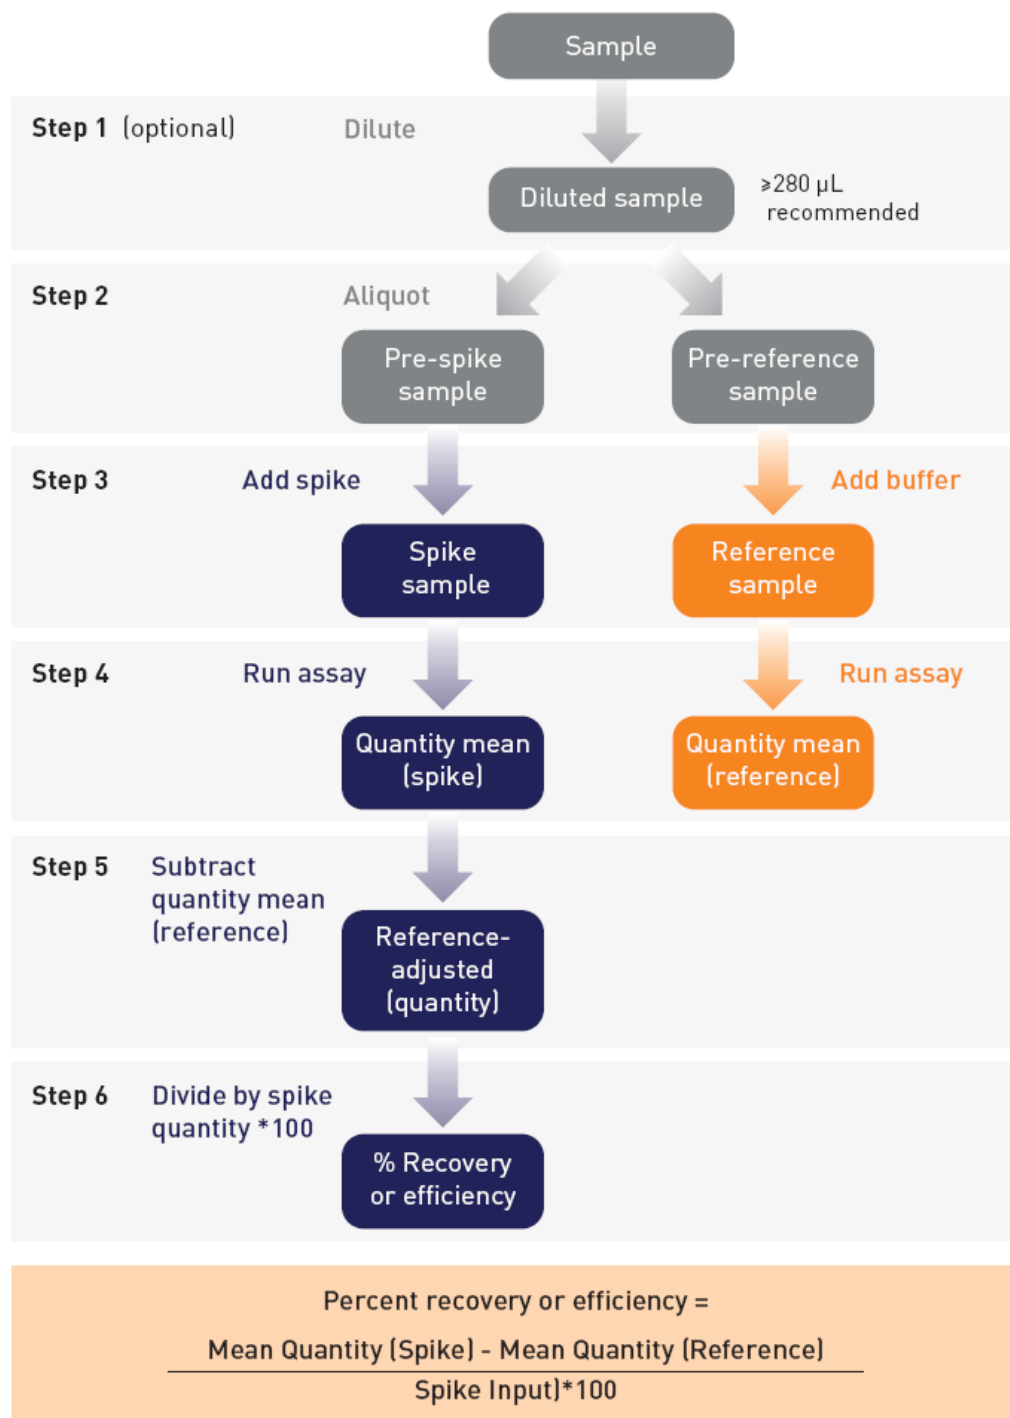 Sample
Step 1 (optional)
Dilute
Diluted sample
≥280 µL
recommended
Step 2
Aliquot
Pre-spike
sample
Pre-reference
sample
Step 3
Add spike
Add buffer
Spike
sample
Reference
sample
Step 4
Run assay
Run assay
Quantity mean
(spike)
Quantity mean
(reference)
Step 5
Subtract
quantity mean
(reference)
Reference-
adjusted
(quantity)
Step 6
Divide by spike
quantity *100
% Recovery
or efficiency
Percent recovery or efficiency =
Mean Quantity (Spike) - Mean Quantity (Reference)
Spike Input)*100